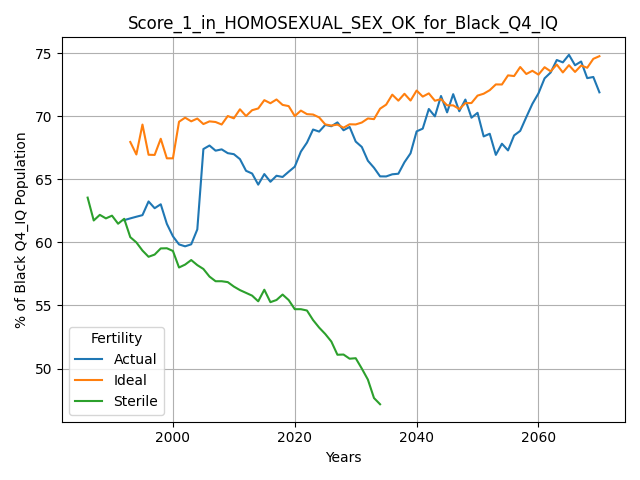 Score_1_in_HOMOSEXUAL_SEX_OK_for_Black_Q4_IQ
% of Black Q4_IQ Population
75
70
65
60
55
50
Fertility
Actual
Ideal
Sterile
2000
2020
2040
2060
Years